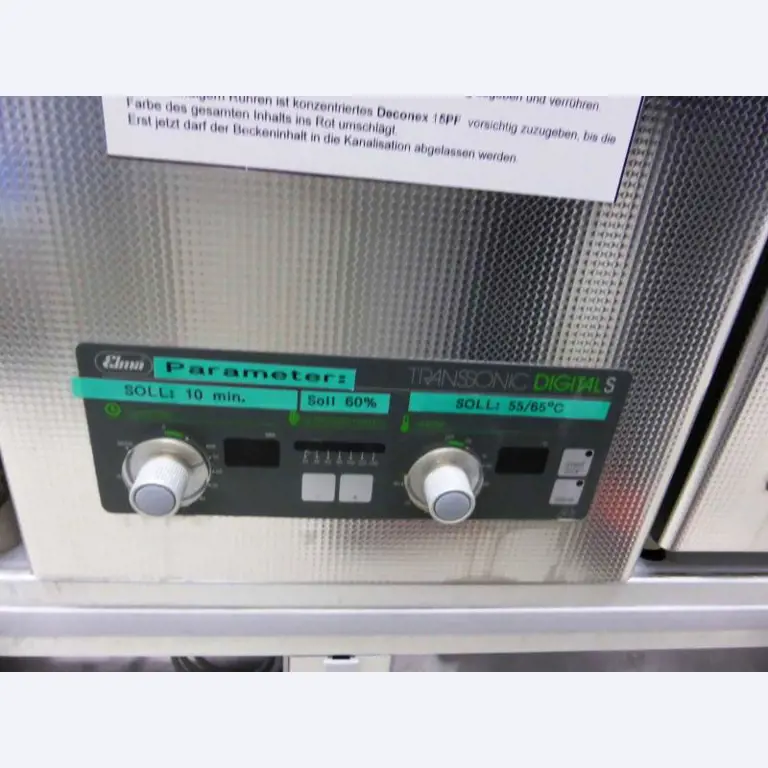 Rühren ist konzentriertes Deconex 15PF vorsichtig zuzugeben, bis die
Farbe des gesamten Inhalts ins Rot umschlägt.
Erst jetzt darf der Beckeninhalt in die Kanalisation abgelassen werden.
Elma
Parameter:
TRANSSONIC DIGITALS
SOLL: 10 min.
Soll 60%
SOLL: 55/65°C